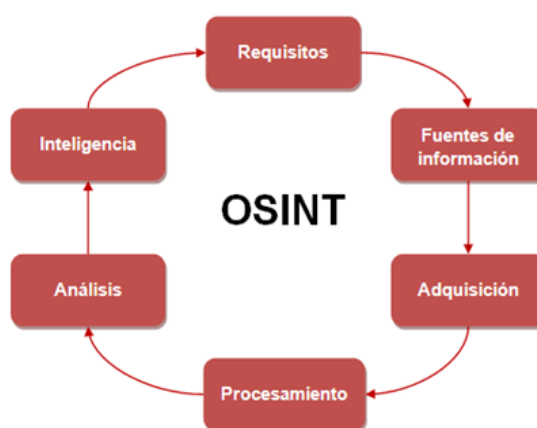 Requisitos
Fuentes de
información
Adquisición
Procesamiento
Análisis
Inteligencia
OSINT